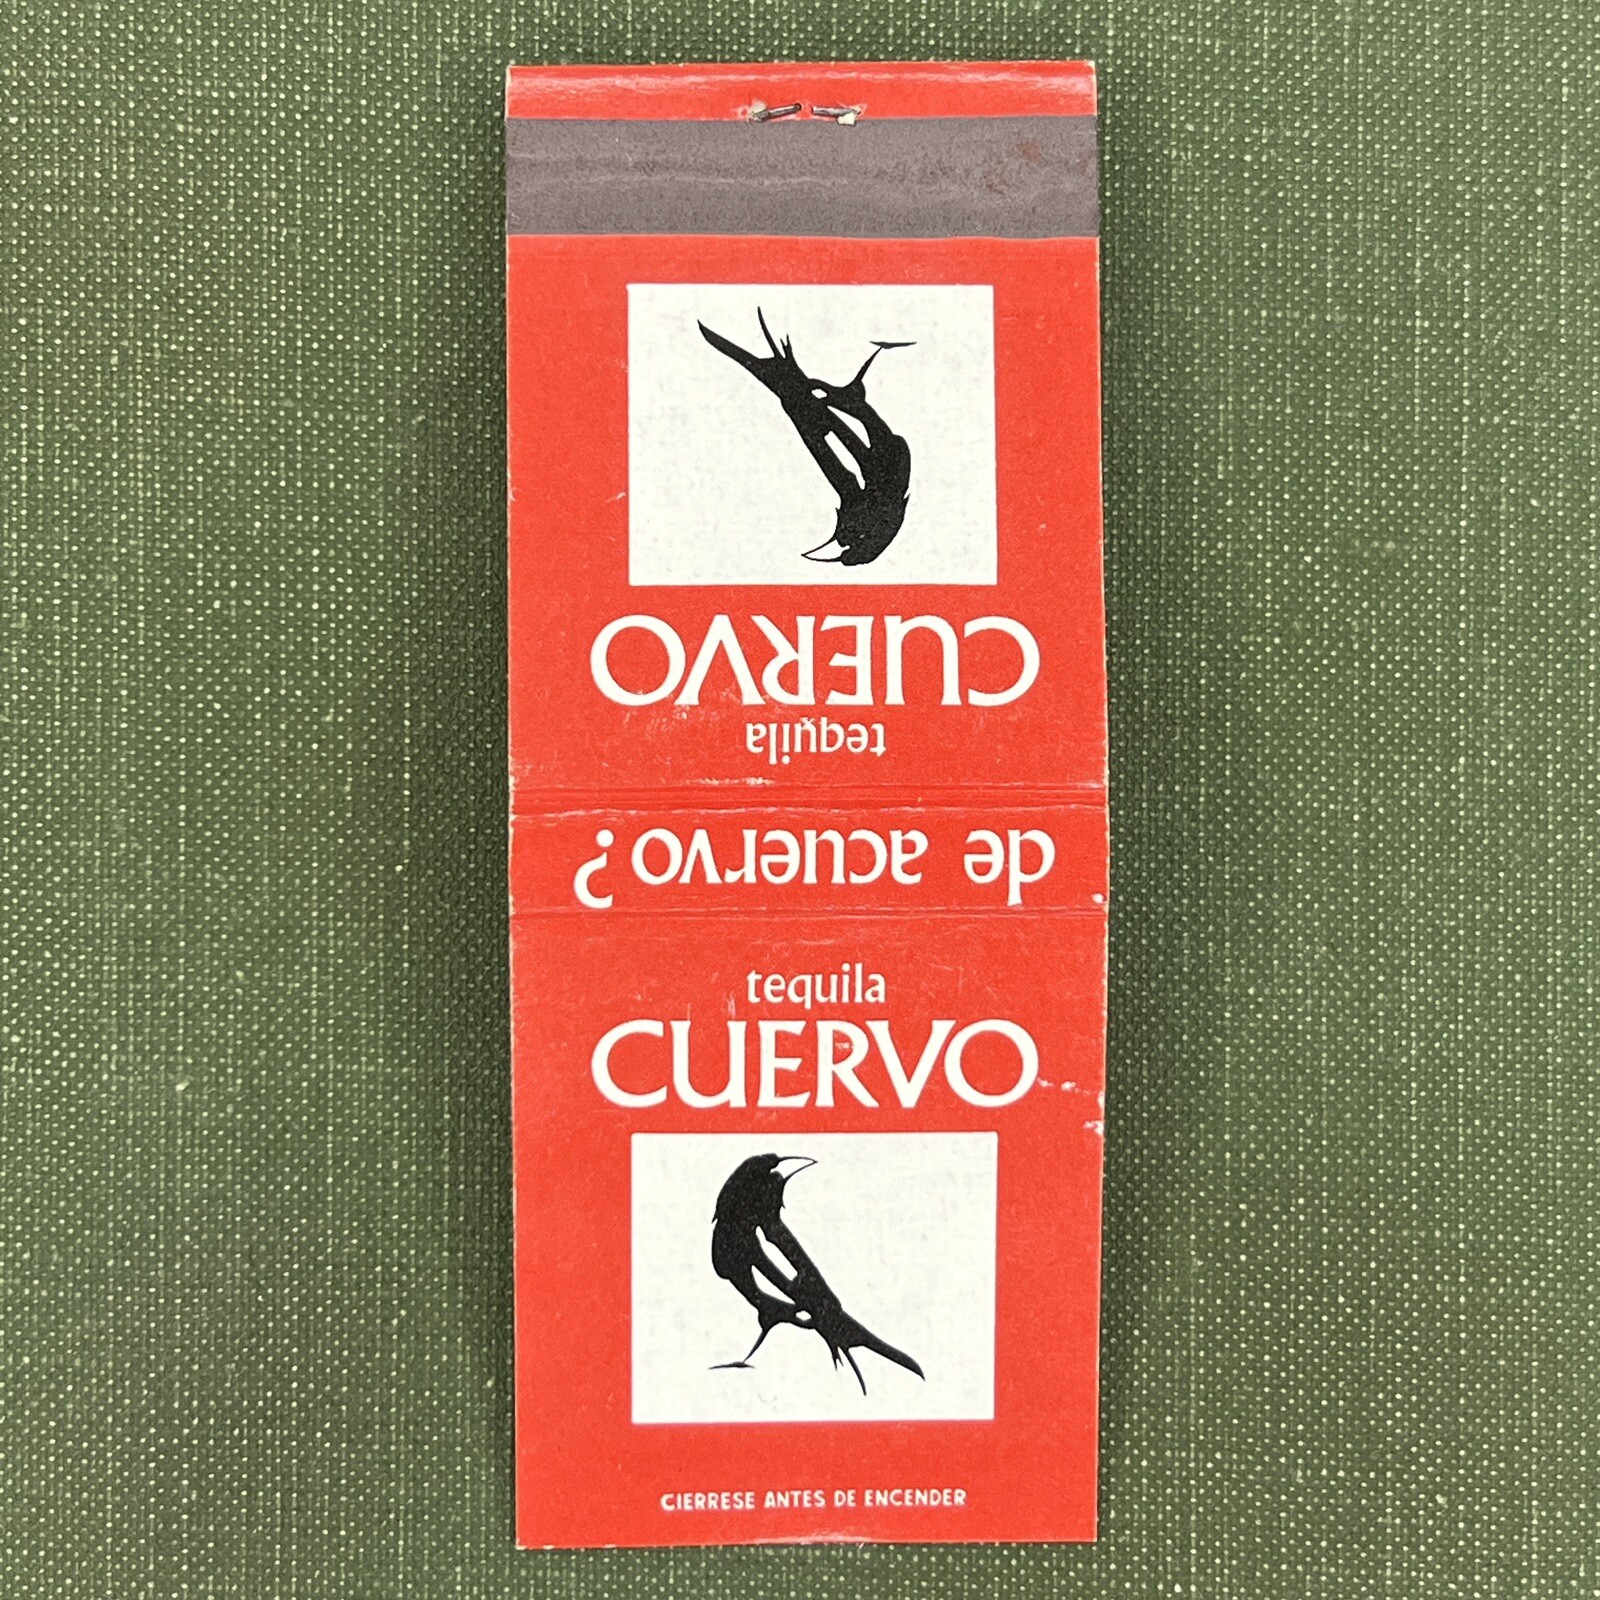 CUERVO
tequila
de acuervo?
tequila
CUERVO
CIERRESE ANTES DE ENCENDER